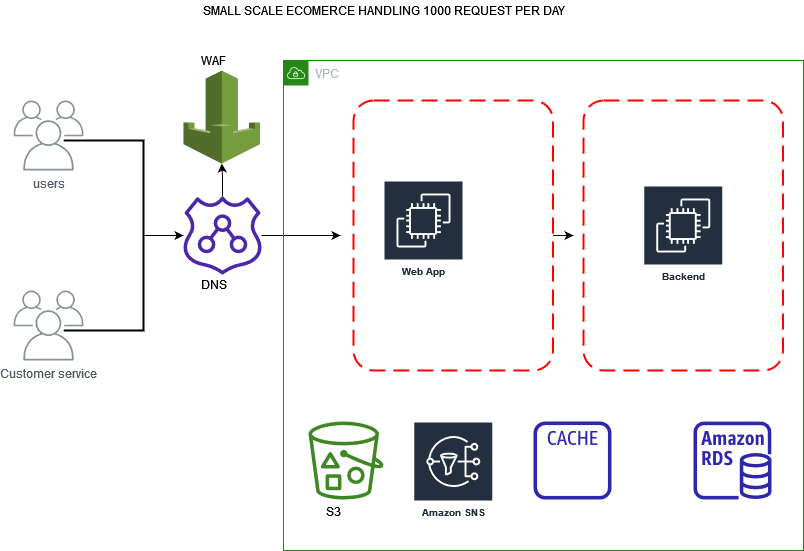 SMALL SCALE ECOMERCE HANDLING 1000 REQUEST PER DAY
WAF
VPC
users
DNS
Web App
Backend
Customer service
CACHE
Amazon
RDS
S3
Amazon SNS